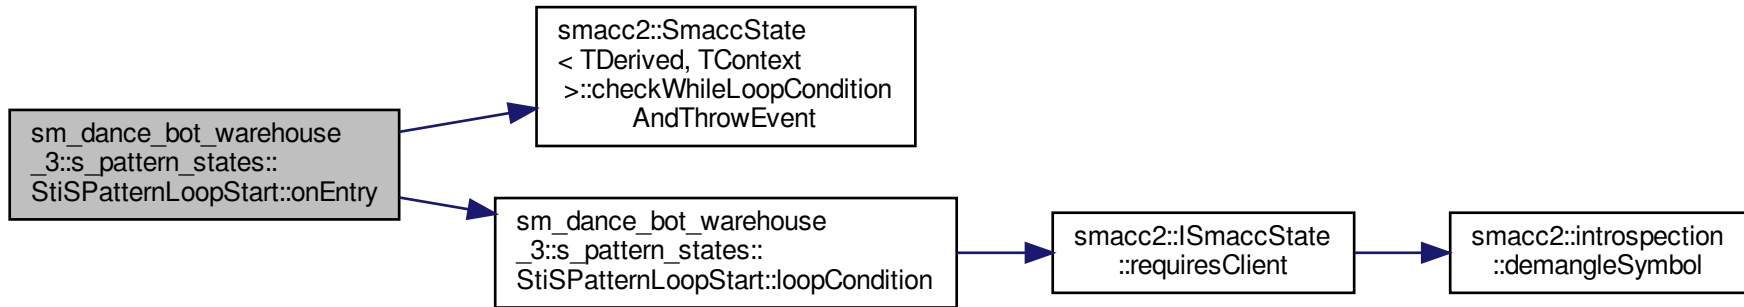 sm_dance_bot_warehouse
_3::s_pattern_states::
StiSPatternLoopStart::onEntry
smacc2::SmaccState
< TDerived, TContext
>::checkWhileLoopCondition
AndThrowEvent
sm_dance_bot_warehouse
_3::s_pattern_states::
StiSPatternLoopStart::loopCondition
smacc2::ISmaccState
::requiresClient
smacc2::introspection
::demangleSymbol